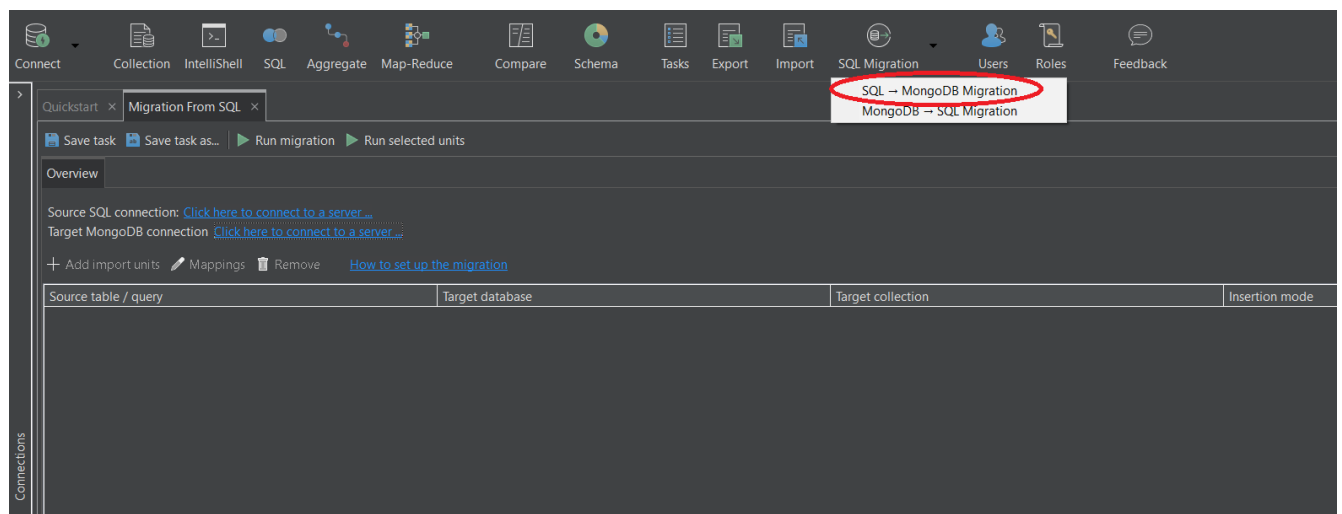 Connect Collection IntelliShell SQL Aggregate Map-Reduce Compare Schema Tasks Export Import SQL Migration Users Roles Feedback
SQL → MongoDB Migration
MongoDB → SQL Migration
Quickstart × Migration From SQL ×
Save task Save task as... Run migration Run selected units
Overview
Source SQL connection: Click here to connect to a server ...
Target MongoDB connection Click here to connect to a server ...
Add import units Mappings Remove How to set up the migration
Source table / query Target database Target collection Insertion mode
Connections